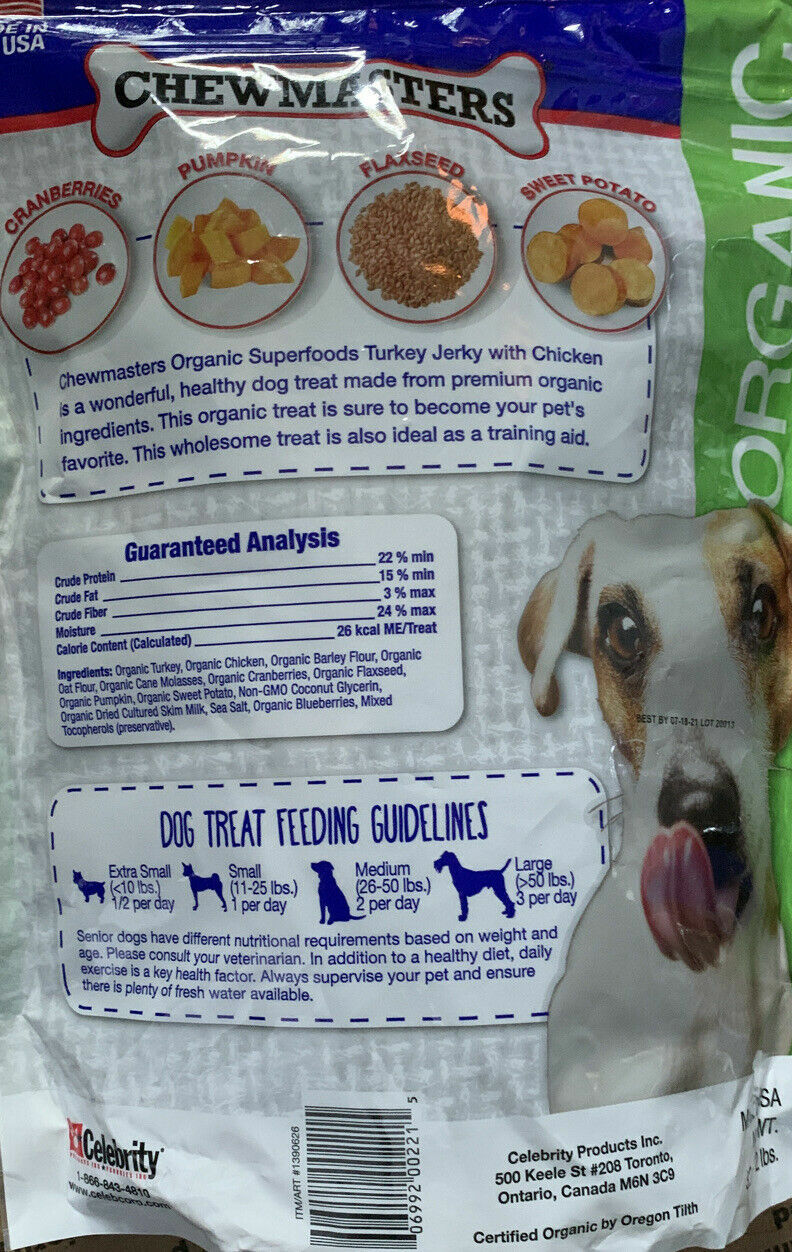 USA
CHEWMASTERS
ORGANIC
CRANBERRIES
PUMPKIN
FLAXSEED
SWEET POTATO
Chewmasters Organic Superfoods Turkey Jerky with Chicken
is a wonderful, healthy dog treat made from premium organic
ingredients. This organic treat is sure to become your pet's
favorite. This wholesome treat is also ideal as a training aid.
Guaranteed Analysis
Crude Protein 22 % min
Crude Fat 15 % min
Crude Fiber 3 % max
Moisture 24 % max
Calorie Content (Calculated) 26 kcal ME/Treat
Ingredients: Organic Turkey, Organic Chicken, Organic Barley Flour, Organic
Oat Flour, Organic Cane Molasses, Organic Cranberries, Organic Flaxseed,
Organic Pumpkin, Organic Sweet Potato, Non-GMO Coconut Glycerin,
Organic Dried Cultured Skim Milk, Sea Salt, Organic Blueberries, Mixed
Tocopherols (preservative).
BEST BY 07-18-21 LOT 20013
DOG TREAT FEEDING GUIDELINES
Extra Small
(<10 lbs.)
1/2 per day
Small
(11-25 lbs.)
1 per day
Medium
(26-50 lbs.)
2 per day
Large
(>50 lbs.)
3 per day
Senior dogs have different nutritional requirements based on weight and
age. Please consult your veterinarian. In addition to a healthy diet, daily
exercise is a key health factor. Always supervise your pet and ensure
there is plenty of fresh water available.
Celebrity
1-866-843-4810
www.celebcorp.com
ITM/ART #1390626
06992 00221 5
Celebrity Products Inc.
500 Keele St #208 Toronto,
Ontario, Canada M6N 3C9
Certified Organic by Oregon Tilth
lbs.